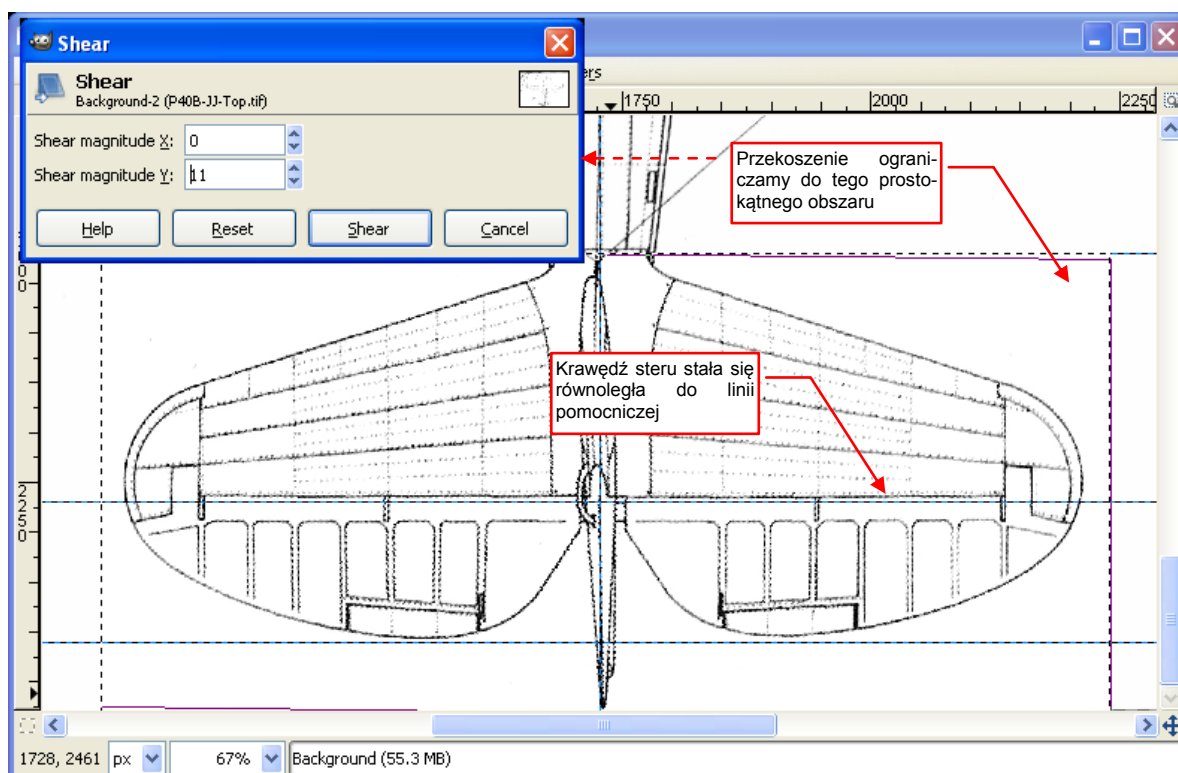 Shear
Shear
Background-2 (P40B-JJ-Top.tif)
ers
1750
2000
2250
Shear magnitude X: 0
Shear magnitude Y: 11
Help
Reset
Shear
Cancel
Przekoszenie ograni-
czamy do tego prosto-
kątnego obszaru
Krawędź steru stała się
równoległa do linii
pomocniczej
2250
1728, 2461
px
67%
Background (55.3 MB)